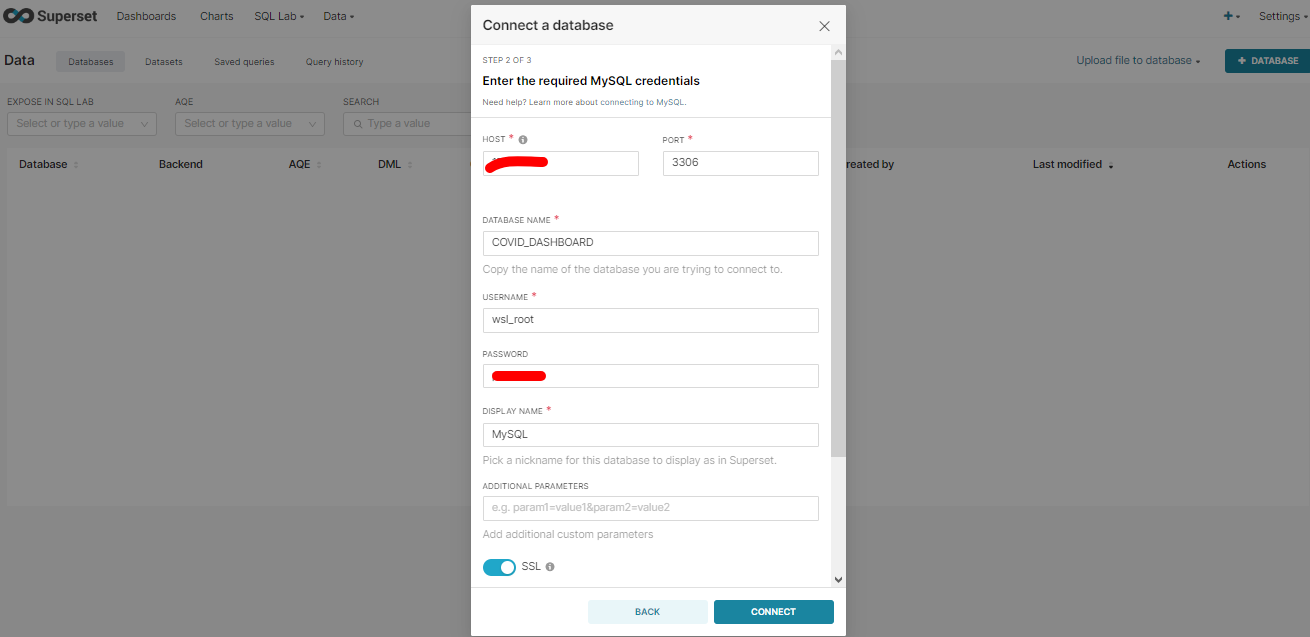 Superset Dashboards Charts SQL Lab Data Settings
Data Databases Datasets Saved queries Query history Upload file to database + DATABASE
EXPOSE IN SQL LAB AQE SEARCH
Select or type a value Select or type a value Type a value
Database Backend AQE DML reated by Last modified Actions
Connect a database
STEP 2 OF 3
Enter the required MySQL credentials
Need help? Learn more about connecting to MySQL.
HOST * PORT *
3306
DATABASE NAME *
COVID_DASHBOARD
Copy the name of the database you are trying to connect to.
USERNAME *
wsl_root
PASSWORD
DISPLAY NAME *
MySQL
Pick a nickname for this database to display as in Superset.
ADDITIONAL PARAMETERS
e.g. param1=value1&param2=value2
Add additional custom parameters
SSL
BACK CONNECT